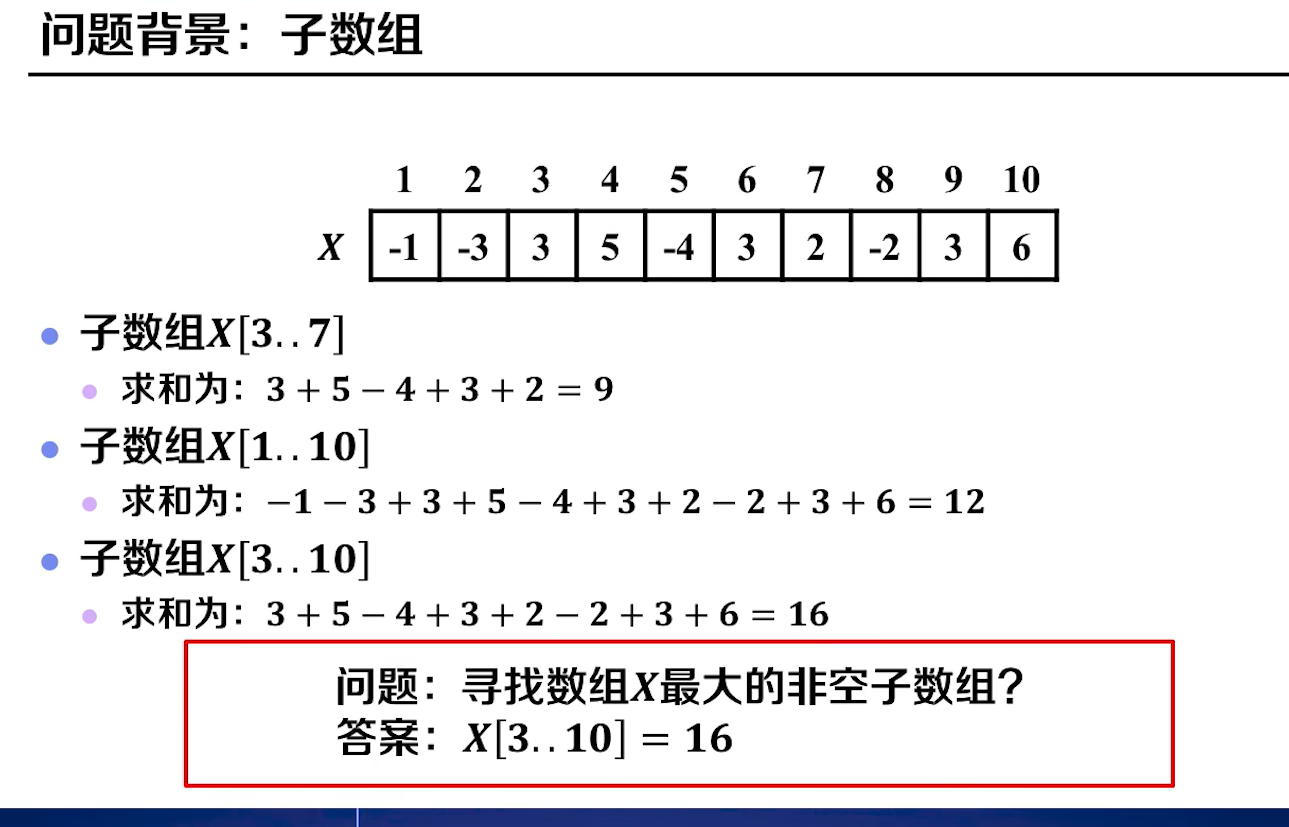 问题背景：子数组
1 2 3 4 5 6 7 8 9 10
X -1 -3 3 5 -4 3 2 -2 3 6
子数组X[3..7]
求和为：3 + 5 − 4 + 3 + 2 = 9
子数组X[1..10]
求和为：−1 − 3 + 3 + 5 − 4 + 3 + 2 − 2 + 3 + 6 = 12
子数组X[3..10]
求和为：3 + 5 − 4 + 3 + 2 − 2 + 3 + 6 = 16
问题：寻找数组X最大的非空子数组？
答案：X[3..10] = 16